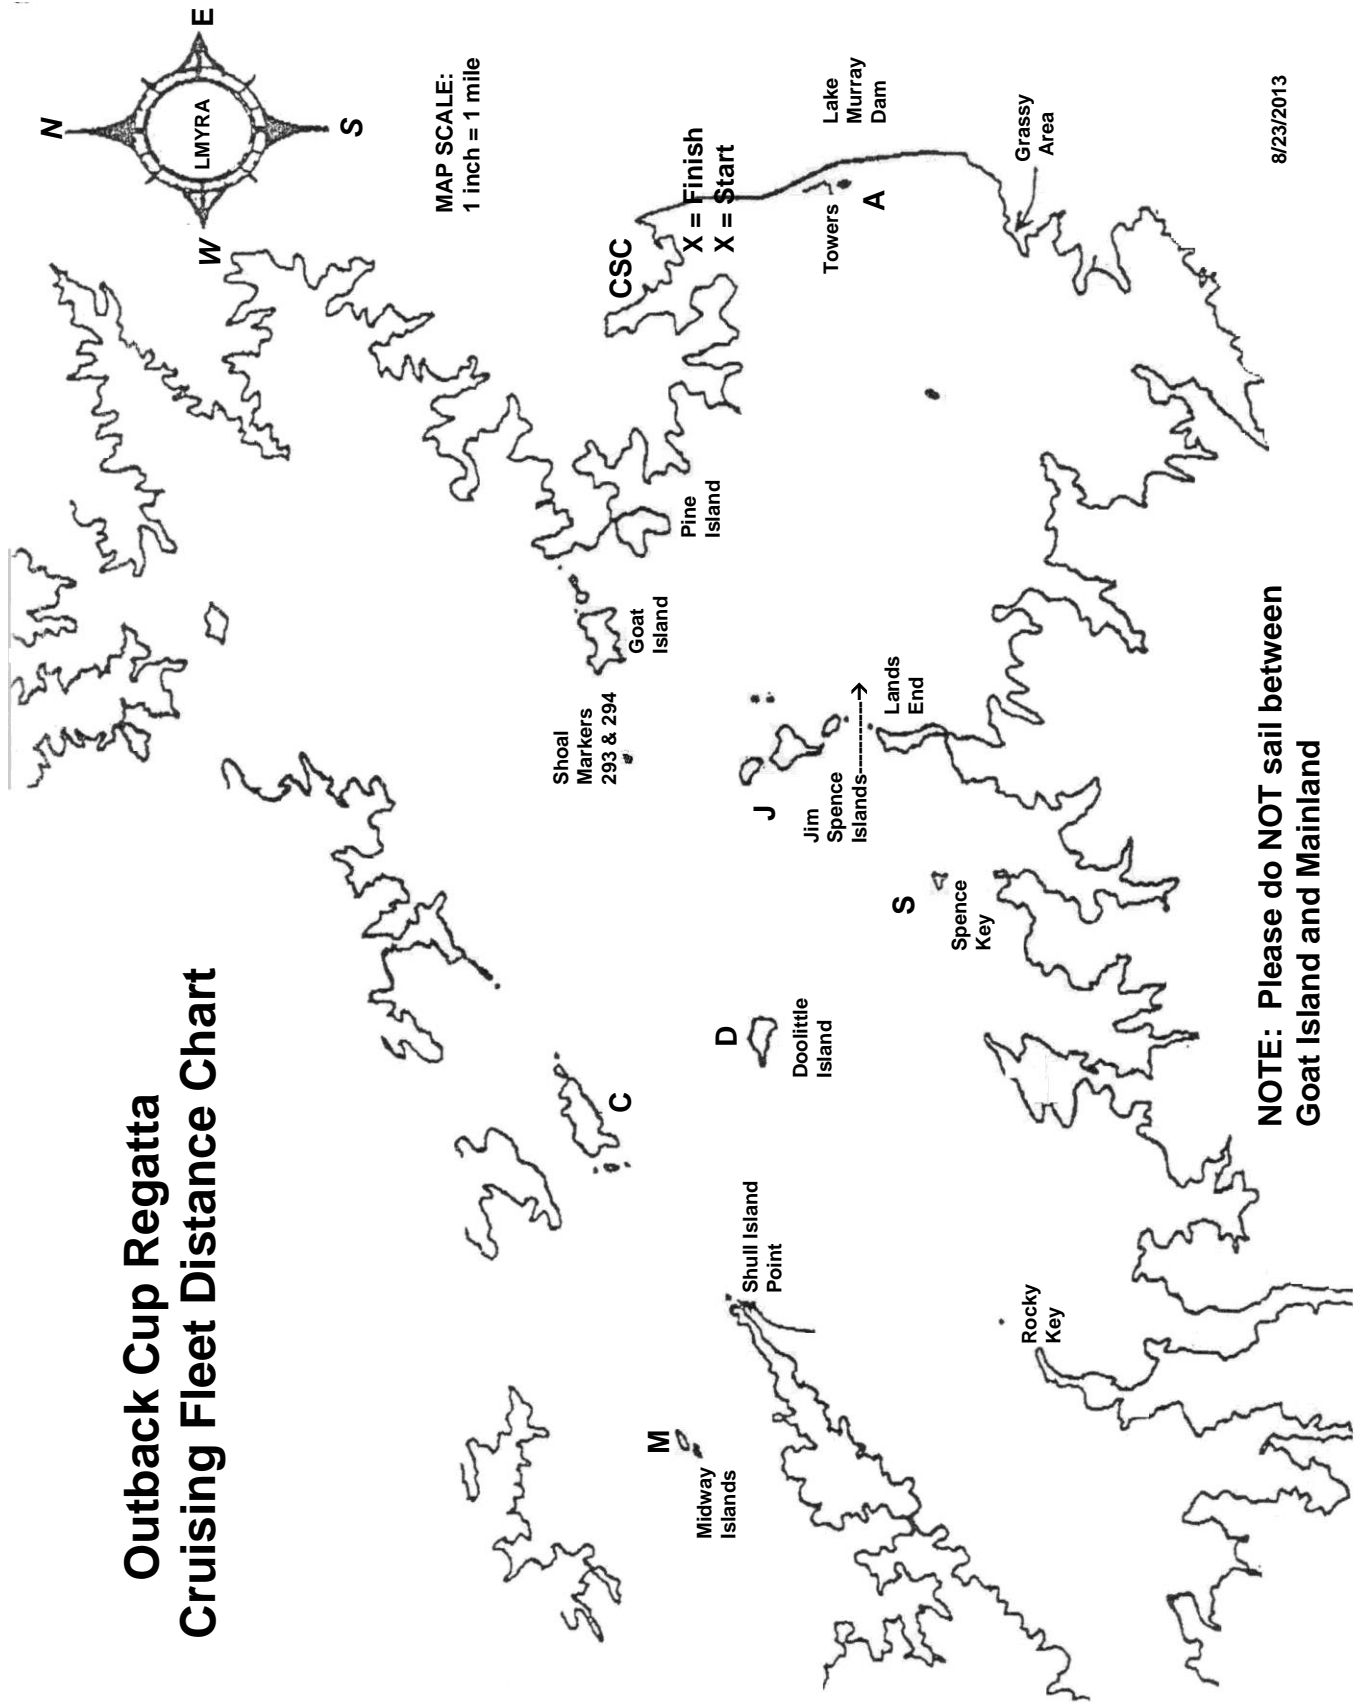 Outback Cup Regatta
Cruising Fleet Distance Chart
N
E
S
W
LMYRA
MAP SCALE:
1 inch = 1 mile
CSC
X = Finish
X = Start
Lake
Murray
Dam
Towers
A
Grassy
Area
Pine
Island
Goat
Island
Shoal
Markers
293 & 294
J
Jim
Spence
Islands--------→
Lands
End
S
Spence
Key
D
Doolittle
Island
C
Shull Island
Point
M
Midway
Islands
Rocky
Key
NOTE: Please do NOT sail between
Goat Island and Mainland
8/23/2013